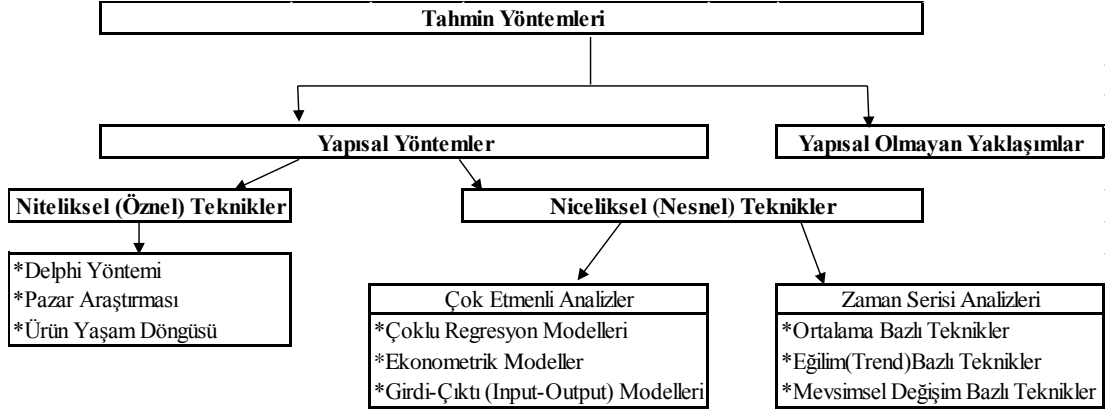 Tahmin Yöntemleri
Yapısal Yöntemler
Yapısal Olmayan Yaklaşımlar
Niteliksel (Öznel) Teknikler
Niceliksel (Nesnel) Teknikler
*Delphi Yöntemi
*Pazar Araştırması
*Ürün Yaşam Döngüsü
Çok Etmenli Analizler
*Çoklu Regresyon Modelleri
*Ekonometrik Modeller
*Girdi-Çıktı (Input-Output) Modelleri
Zaman Serisi Analizleri
*Ortalama Bazlı Teknikler
*Eğilim(Trend)Bazlı Teknikler
*Mevsimsel Değişim Bazlı Teknikler